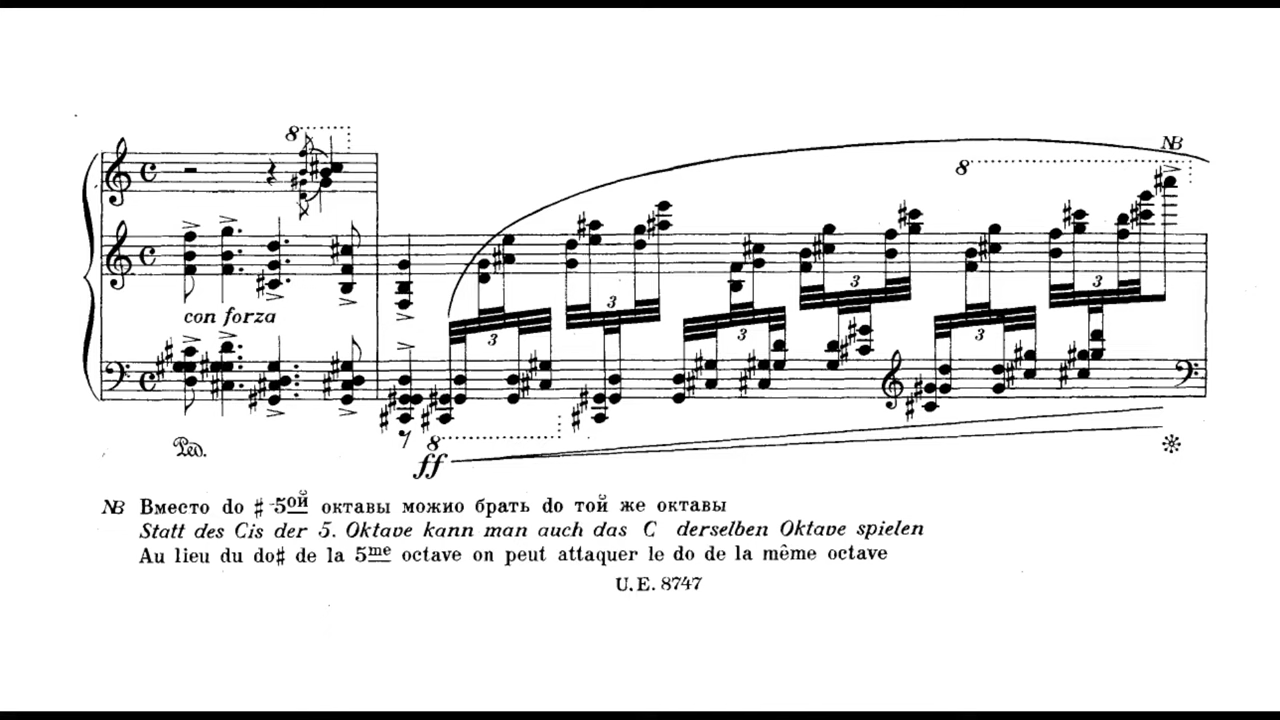 8
NB
8
con forza
3
3
3
3
3
3
Ped.
8
ff
NB Вместо do ♯ 5ой октавы можио брать do той же октавы
Statt des Cis der 5. Oktave kann man auch das C derselben Oktave spielen
Au lieu du do♯ de la 5me octave on peut attaquer le do de la même octave
U.E. 8747